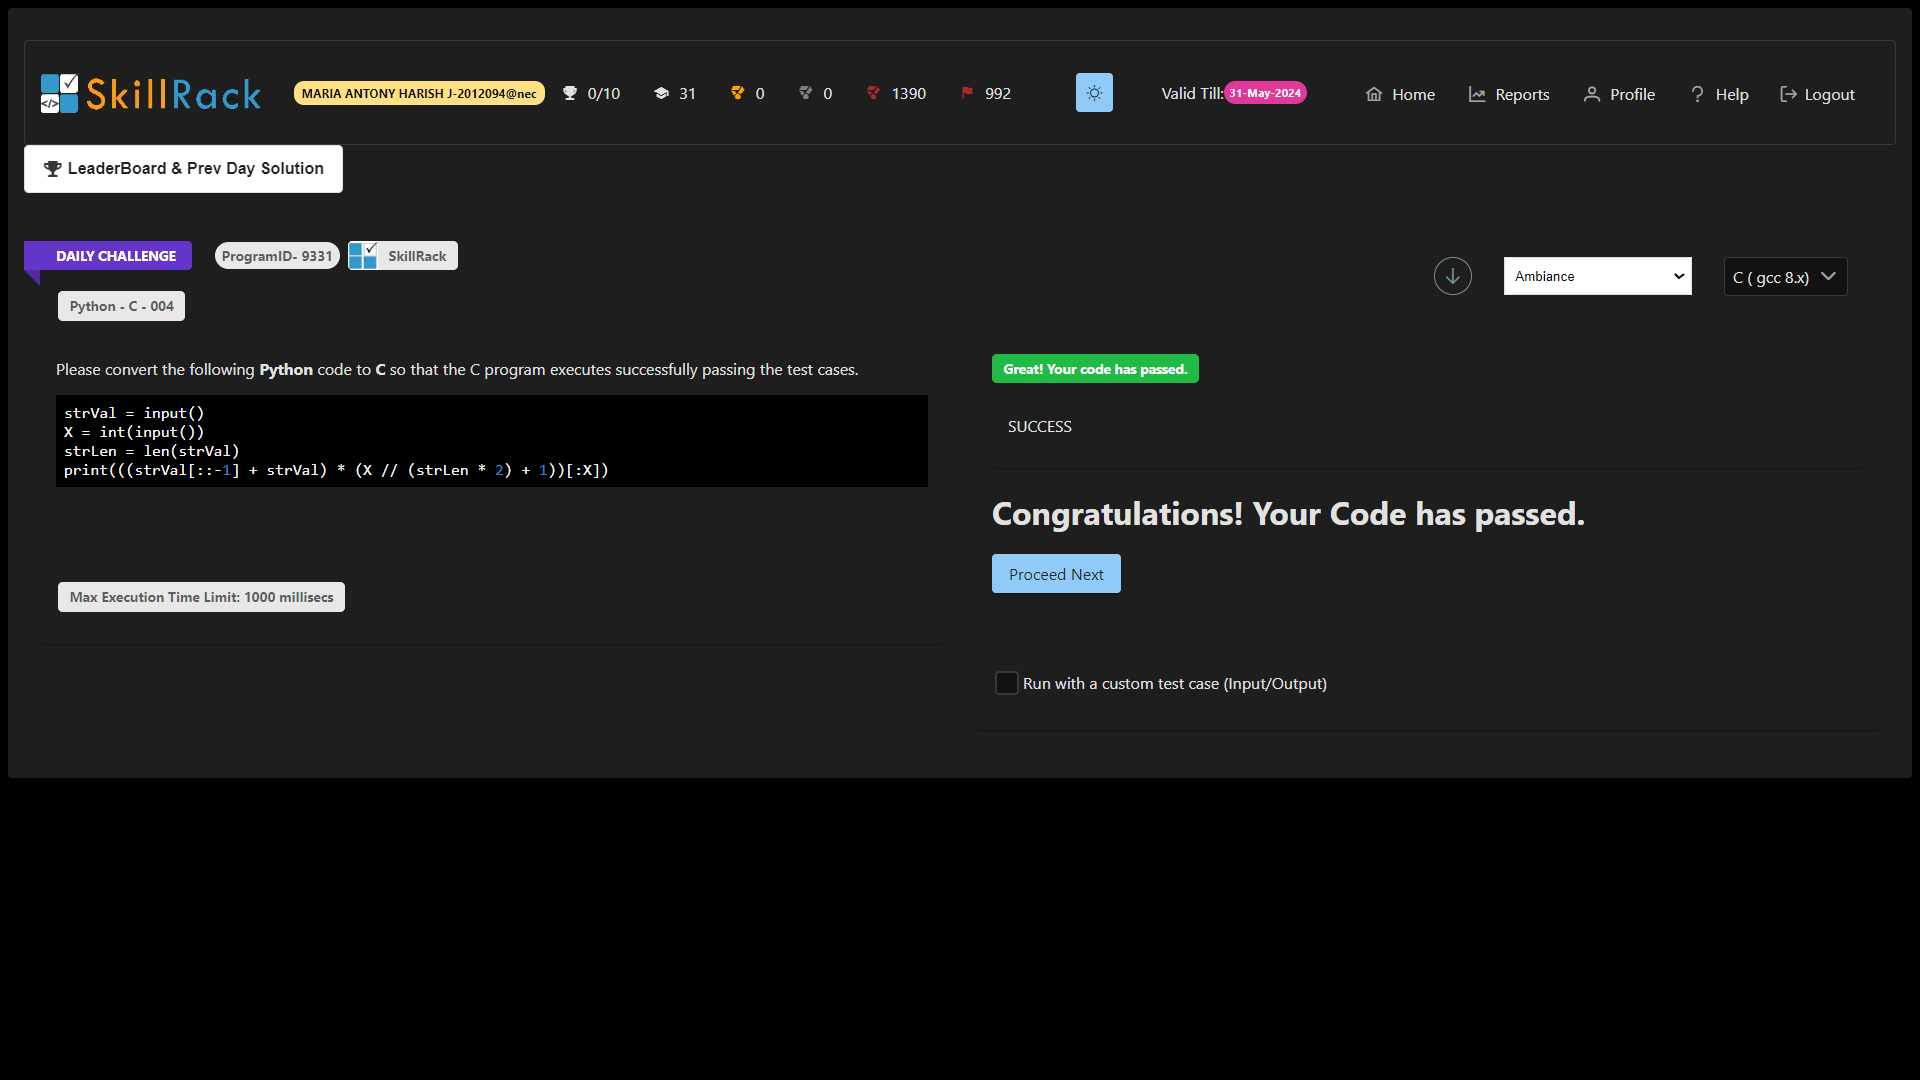 SkillRack
MARIA ANTONY HARISH J-2012094@nec
0/10
31
0
0
1390
992
Valid Till: 31-May-2024
Home
Reports
Profile
? Help
Logout
LeaderBoard & Prev Day Solution
DAILY CHALLENGE
ProgramID- 9331
SkillRack
Ambiance
C ( gcc 8.x)
Python - C - 004
Please convert the following Python code to C so that the C program executes successfully passing the test cases.
strVal = input()
X = int(input())
strLen = len(strVal)
print(((strVal[::-1] + strVal) * (X // (strLen * 2) + 1))[:X])
Max Execution Time Limit: 1000 millisecs
Great! Your code has passed.
SUCCESS
Congratulations! Your Code has passed.
Proceed Next
Run with a custom test case (Input/Output)